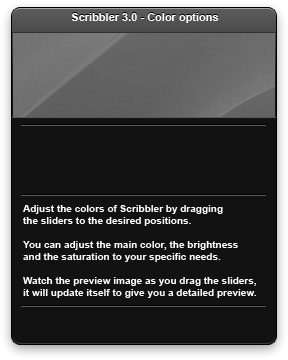 Scribbler 3.0 - Color options
Adjust the colors of Scribbler by dragging
the sliders to the desired positions.
You can adjust the main color, the brightness
and the saturation to your specific needs.
Watch the preview image as you drag the sliders,
it will update itself to give you a detailed preview.